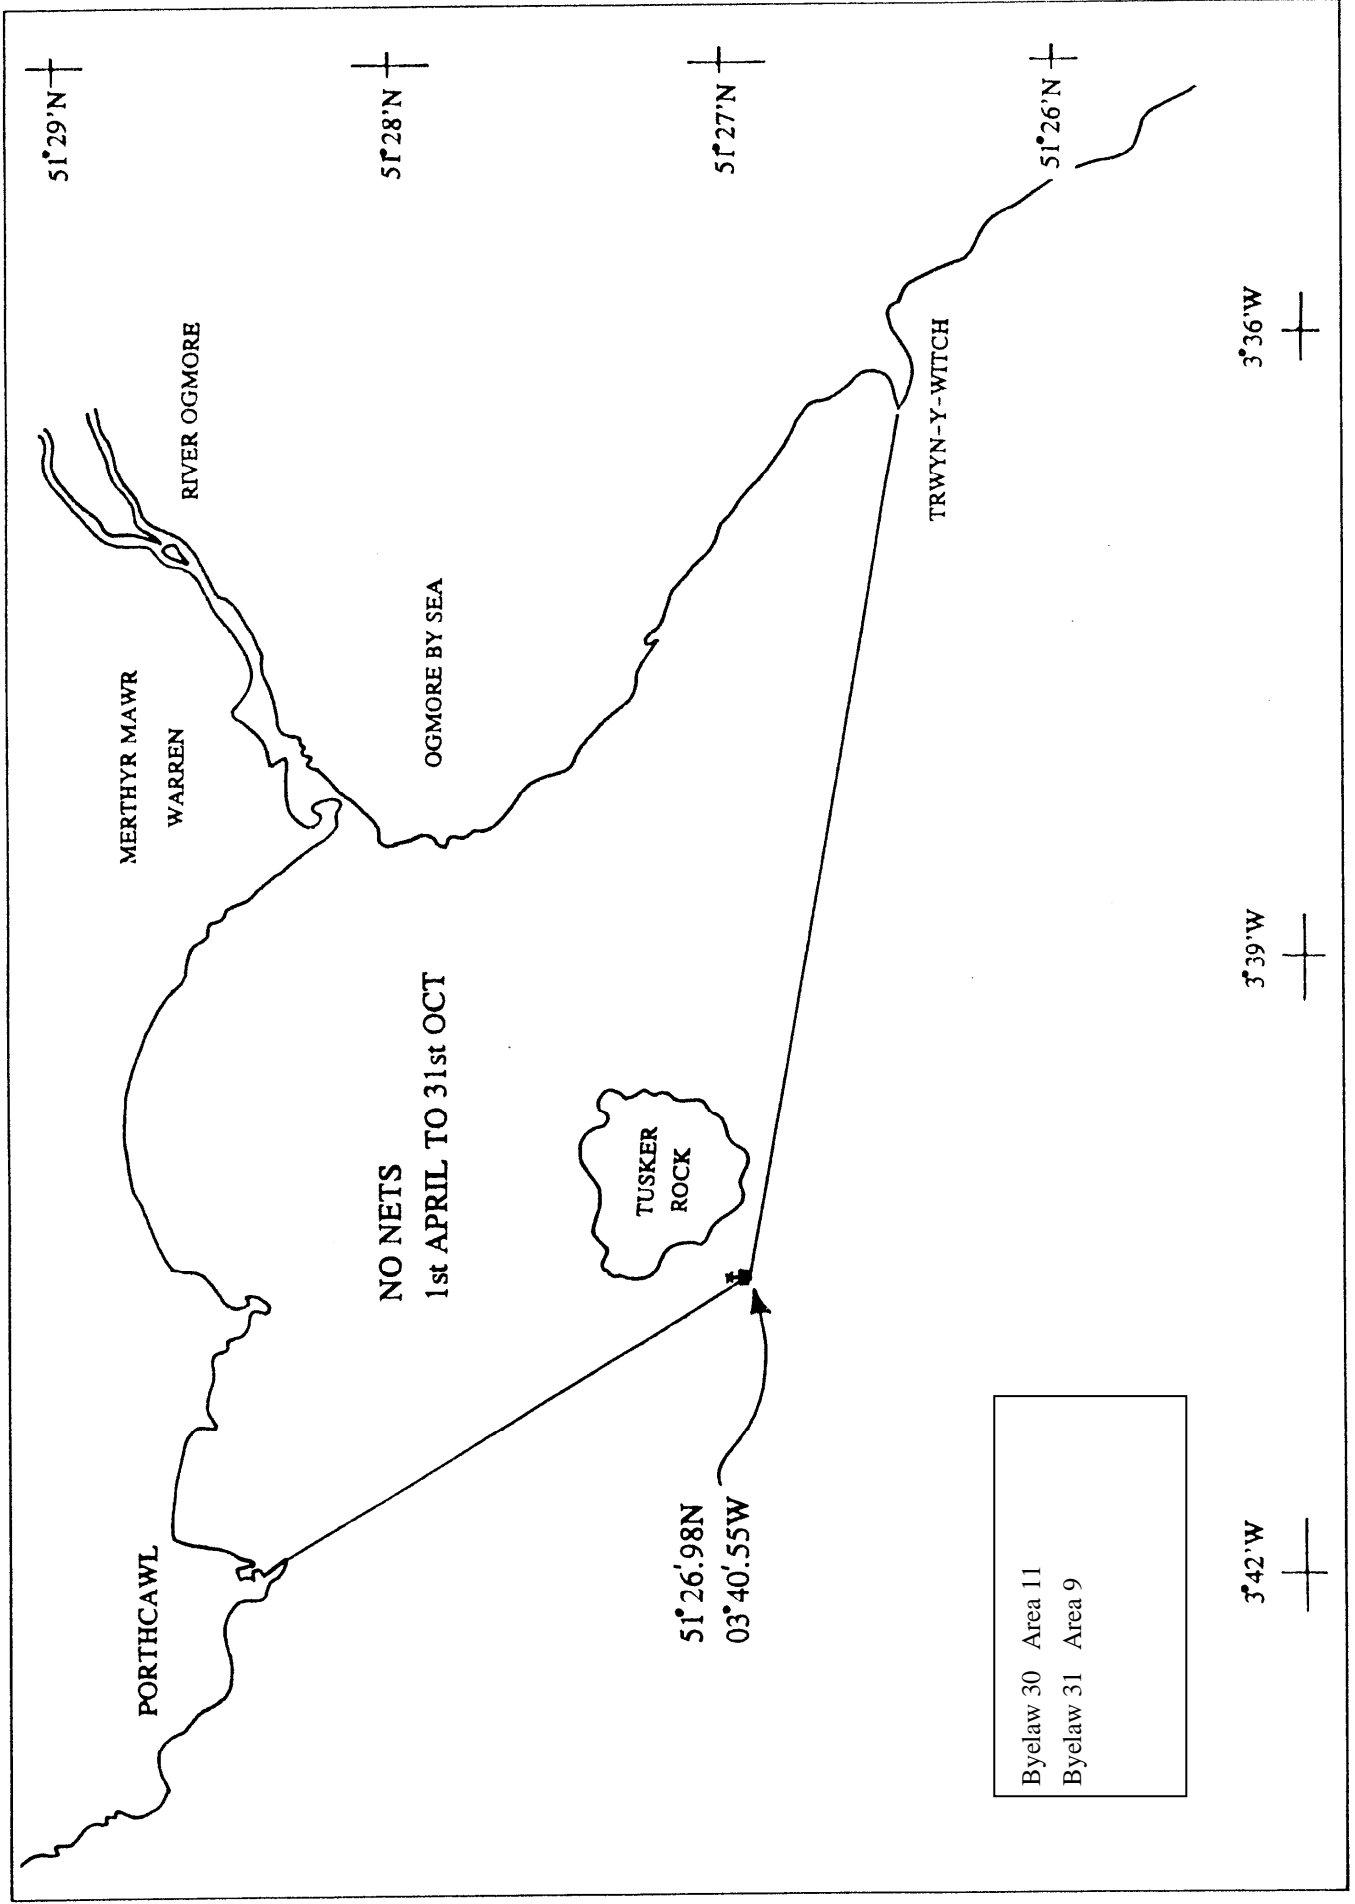 51°29'N
51°28'N
51°27'N
51°26'N
RIVER OGMORE
MERTHYR MAWR
WARREN
OGMORE BY SEA
TRWYN-Y-WITCH
NO NETS
1st APRIL TO 31st OCT
TUSKER
ROCK
PORTHCAWL
51°26'.98N
03°40'.55W
3°42'W
3°39'W
3°36'W
Byelaw 30 Area 11
Byelaw 31 Area 9